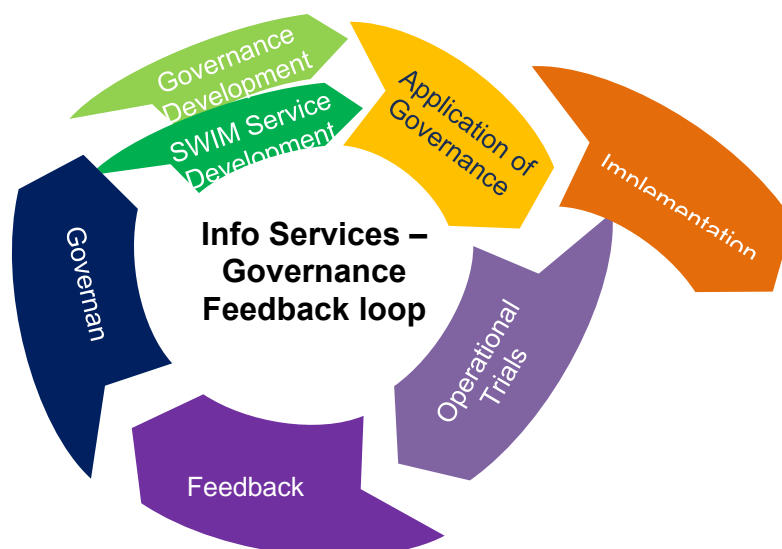 Governance
Development
SWIM Service
Development
Application of
Governance
Implementation
Info Services –
Governance
Feedback loop
Governan
Operational
Trials
Feedback